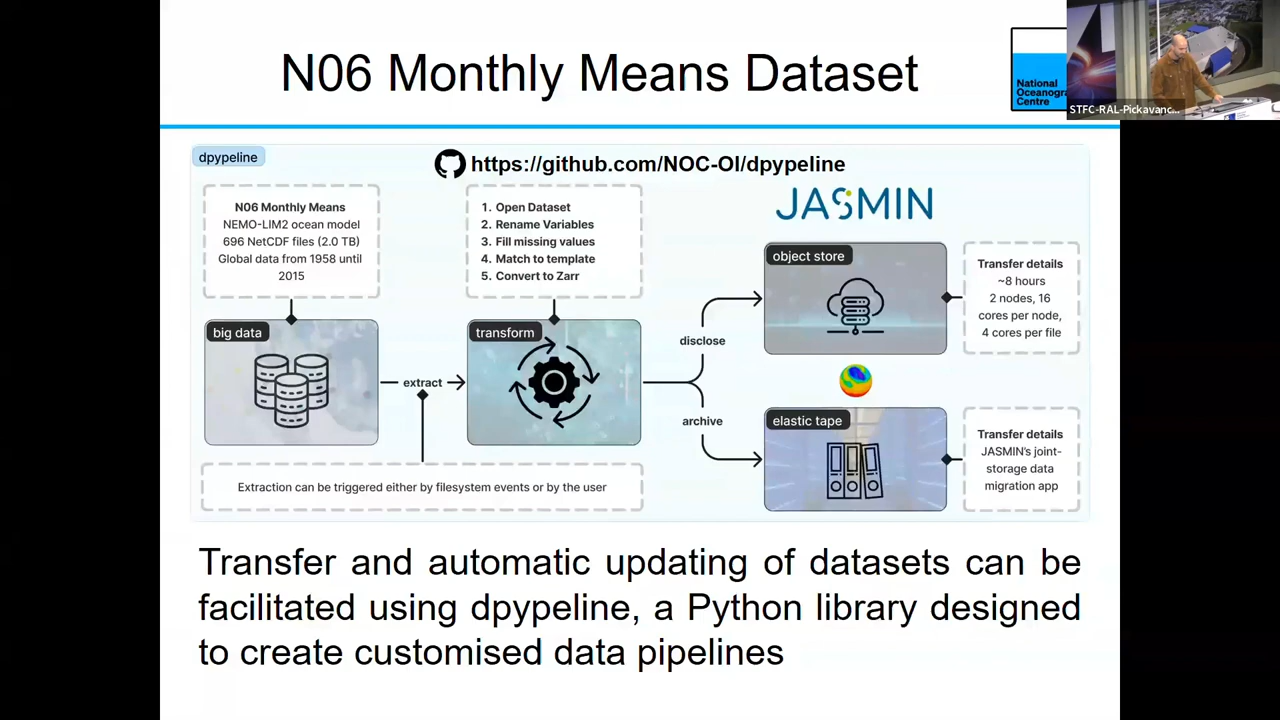 N06 Monthly Means Dataset
National
Oceanogra
Centre
STFC-RAL-Pickavanc...
dpypeline
https://github.com/NOC-OI/dpypeline
N06 Monthly Means
NEMO-LIM2 ocean model
696 NetCDF files (2.0 TB)
Global data from 1958 until
2015
1. Open Dataset
2. Rename Variables
3. Fill missing values
4. Match to template
5. Convert to Zarr
JASMIN
object store
Transfer details
~8 hours
2 nodes, 16
cores per node,
4 cores per file
big data
extract
transform
disclose
archive
elastic tape
Transfer details
JASMIN's joint-
storage data
migration app
Extraction can be triggered either by filesystem events or by the user
Transfer and automatic updating of datasets can be
facilitated using dpypeline, a Python library designed
to create customised data pipelines